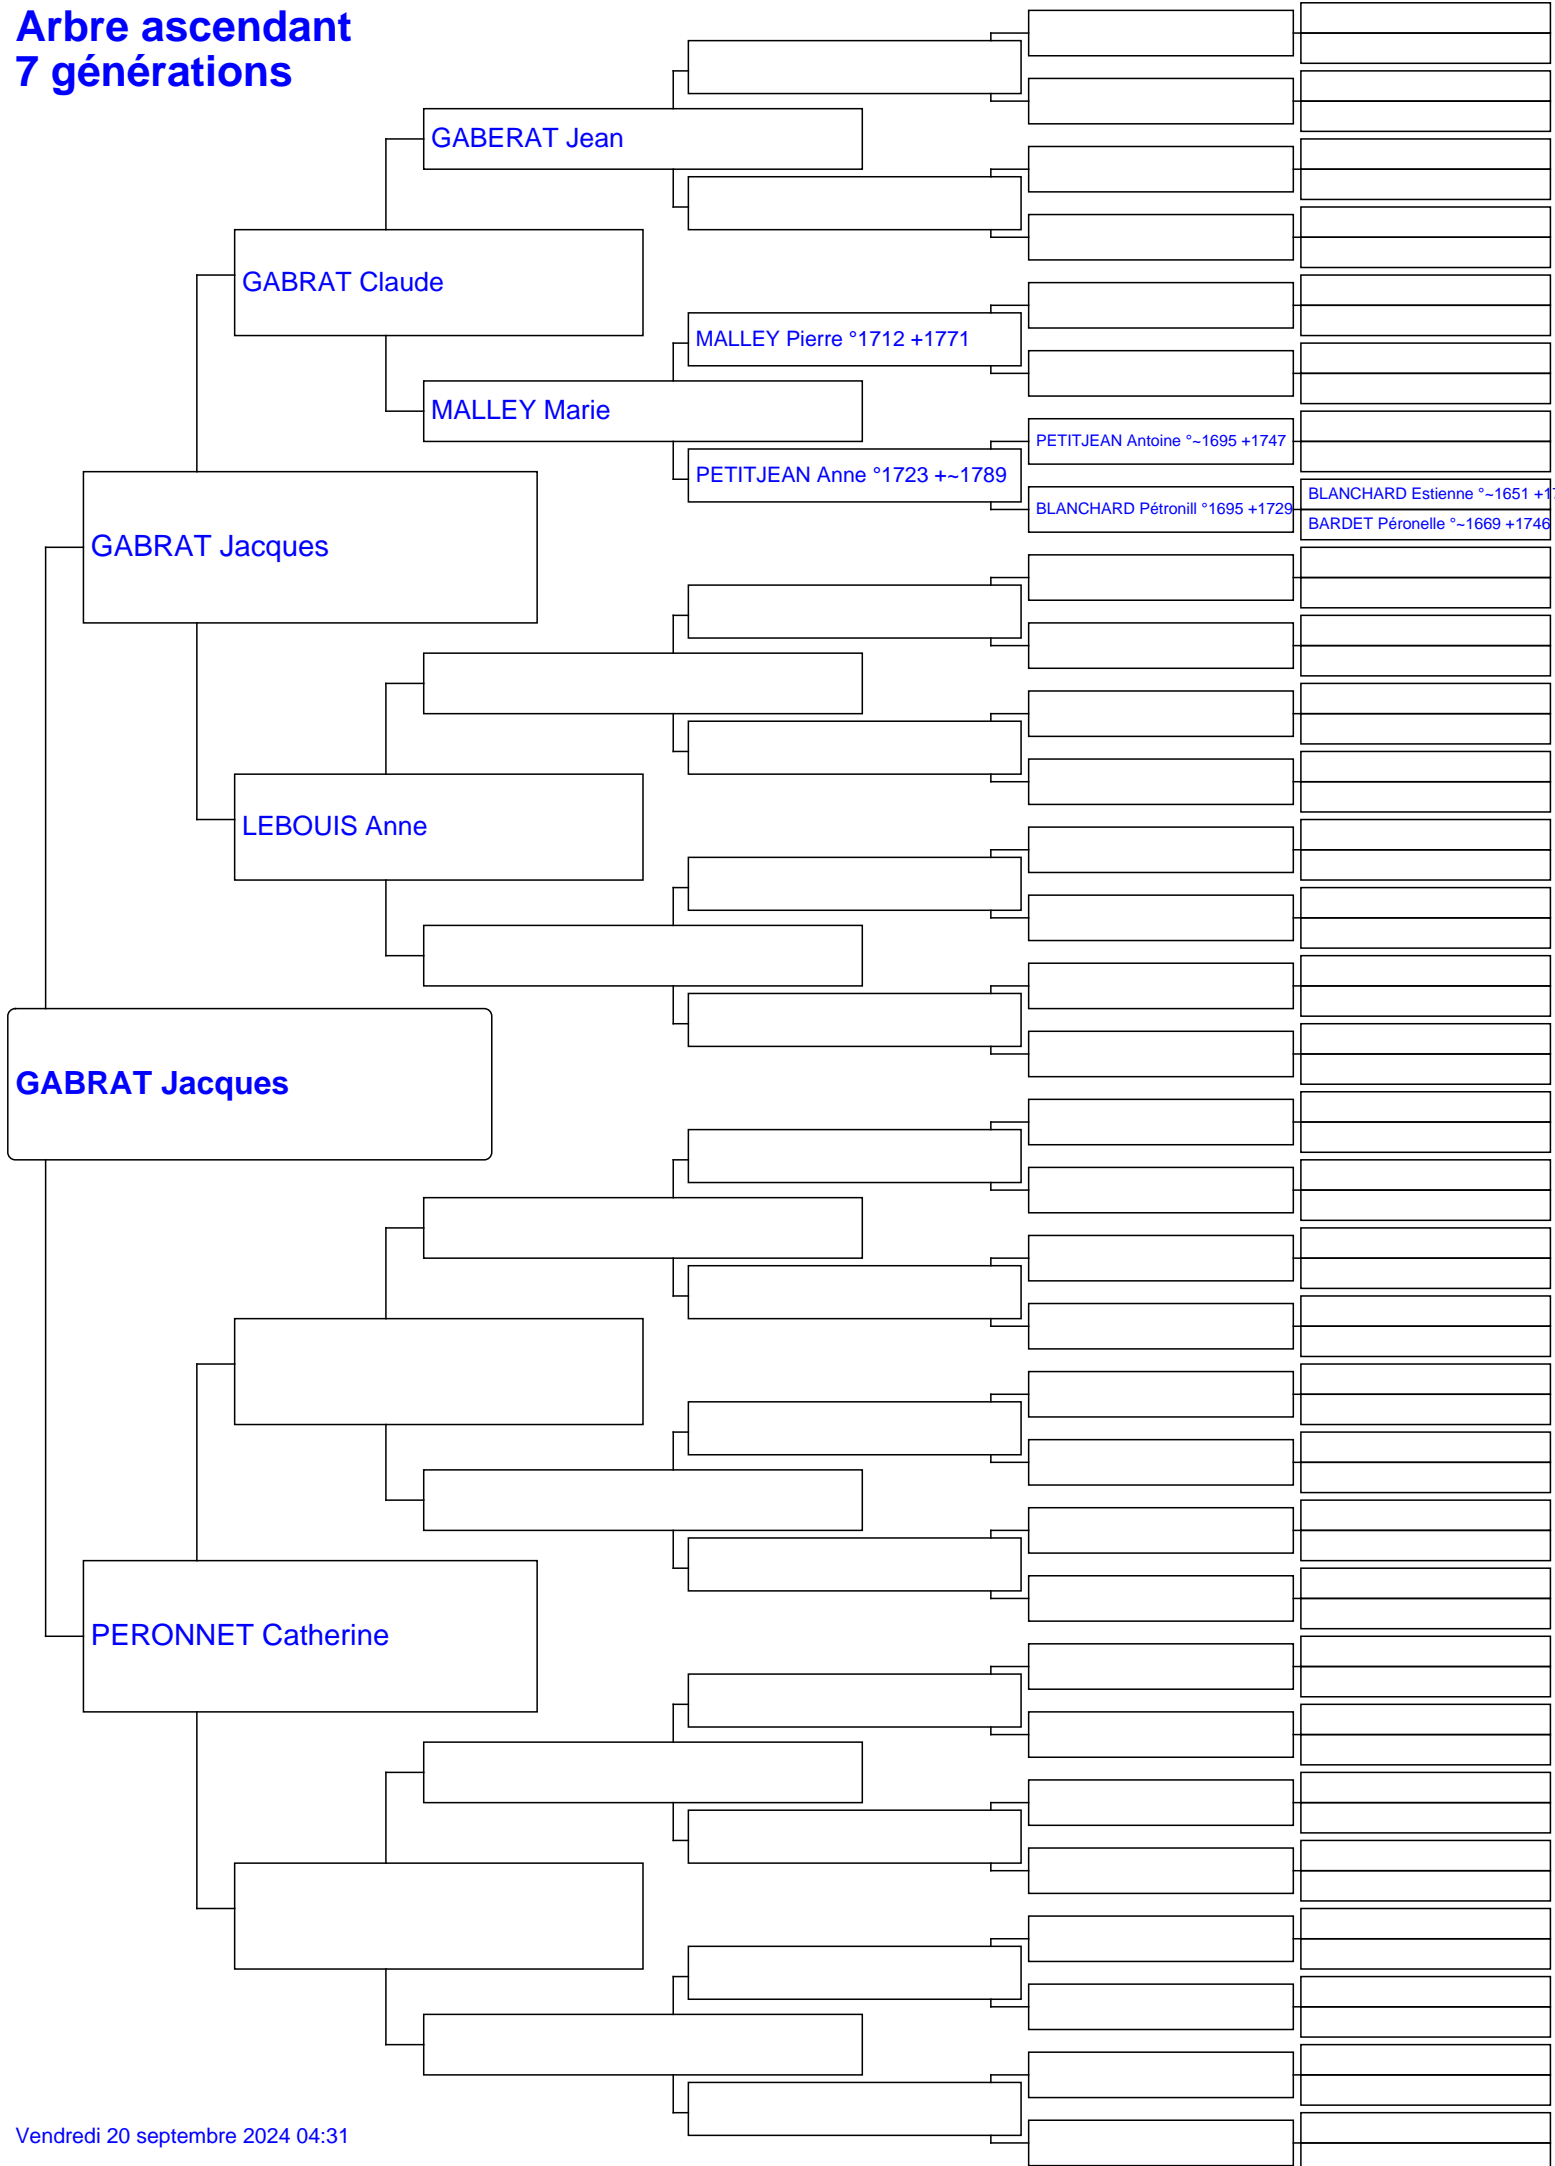 Arbre ascendant
7 générations
GABERAT Jean
GABRAT Claude
MALLEY Pierre °1712 +1771
MALLEY Marie
PETITJEAN Antoine °~1695 +1747
PETITJEAN Anne °1723 +~1789
BLANCHARD Estienne °~1651
BLANCHARD Pétronill °1695 +1729
BARDET Péronelle °~1669 +1746
GABRAT Jacques
LEBOUIS Anne
GABRAT Jacques
PERONNET Catherine
Vendredi 20 septembre 2024 04:31